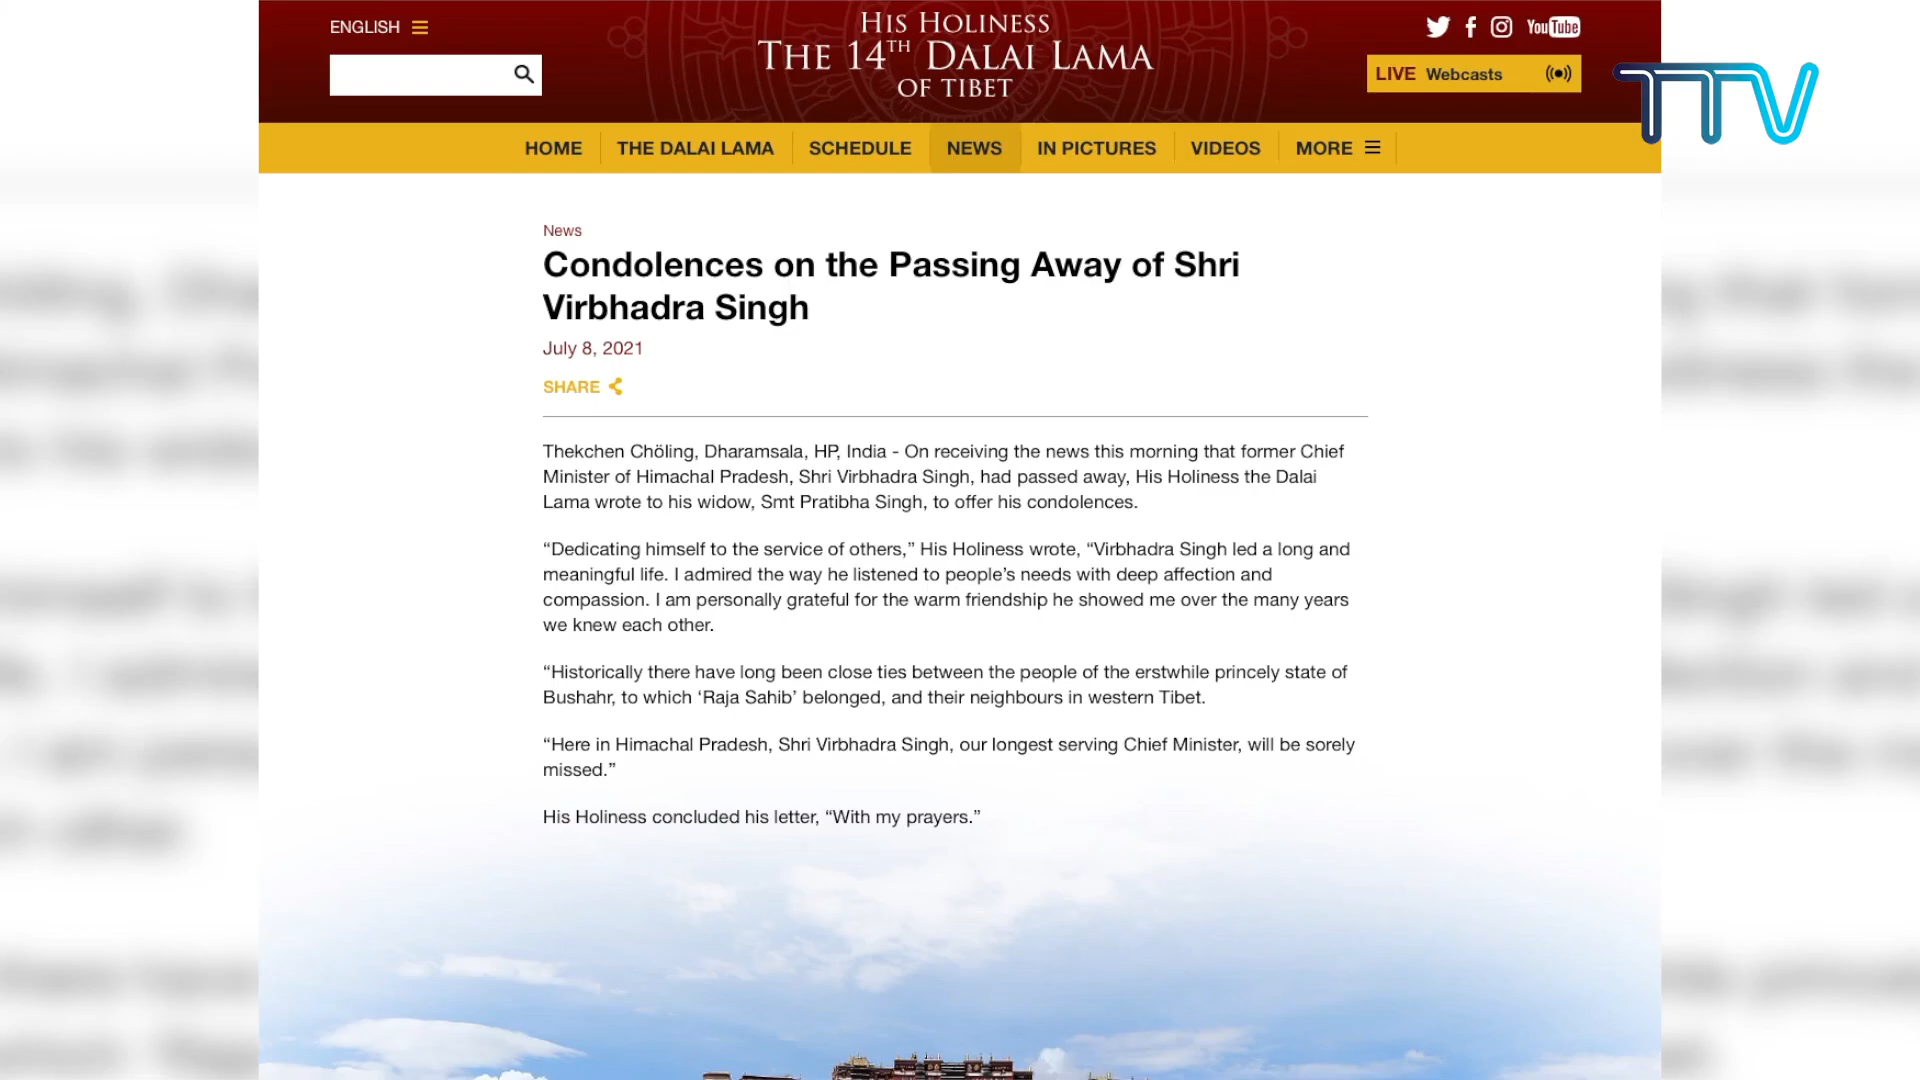 ENGLISH
HIS HOLINESS
THE 14TH DALAI LAMA
OF TIBET
YouTube
LIVE Webcasts
TTV
HOME THE DALAI LAMA SCHEDULE NEWS IN PICTURES VIDEOS MORE
News
Condolences on the Passing Away of Shri
Virbhadra Singh
July 8, 2021
SHARE
Thekchen Chöling, Dharamsala, HP, India - On receiving the news this morning that former Chief
Minister of Himachal Pradesh, Shri Virbhadra Singh, had passed away, His Holiness the Dalai
Lama wrote to his widow, Smt Pratibha Singh, to offer his condolences.
“Dedicating himself to the service of others,” His Holiness wrote, “Virbhadra Singh led a long and
meaningful life. I admired the way he listened to people’s needs with deep affection and
compassion. I am personally grateful for the warm friendship he showed me over the many years
we knew each other.
“Historically there have long been close ties between the people of the erstwhile princely state of
Bushahr, to which ‘Raja Sahib’ belonged, and their neighbours in western Tibet.
“Here in Himachal Pradesh, Shri Virbhadra Singh, our longest serving Chief Minister, will be sorely
missed.”
His Holiness concluded his letter, “With my prayers.”